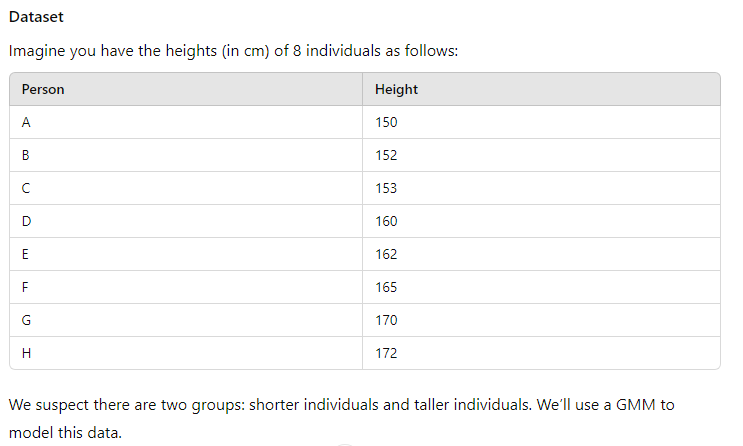 Dataset
Imagine you have the heights (in cm) of 8 individuals as follows:
Person Height
A 150
B 152
C 153
D 160
E 162
F 165
G 170
H 172
We suspect there are two groups: shorter individuals and taller individuals. We'll use a GMM to
model this data.